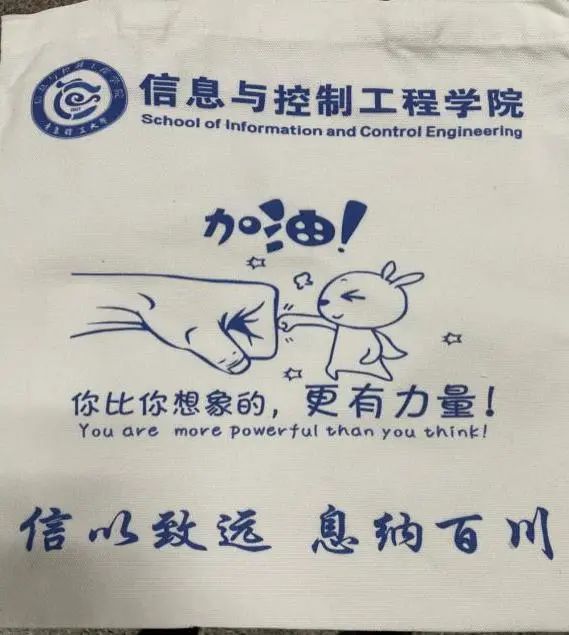 信息与控制工程学院
School of Information and Control Engineering
加油!
你比你想象的,更有力量!
You are more powerful than you think!
信以致远 息纳百川